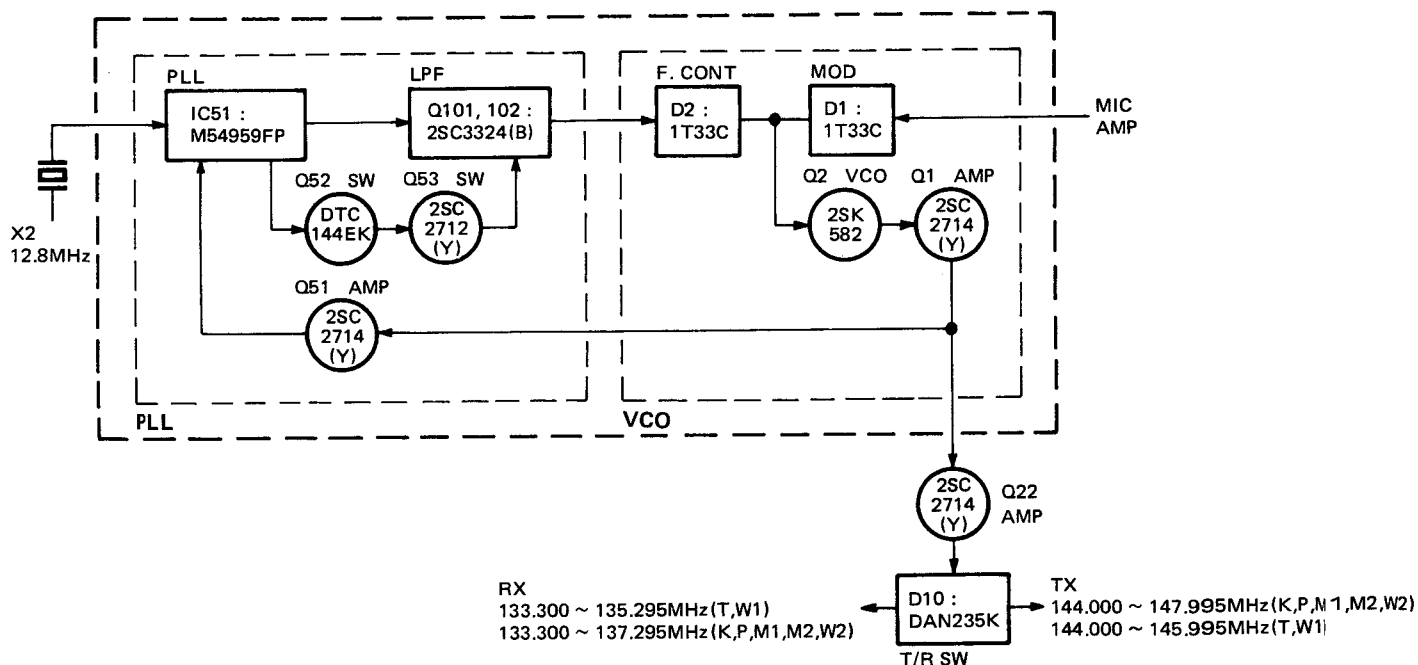 PLL
IC51 :
M54959FP
LPF
Q101, 102 :
2SC3324(B)
F. CONT
D2 :
1T33C
MOD
D1 :
1T33C
MIC
AMP
Q52 SW
DTC
144EK
Q53 SW
2SC
2712
(Y)
Q2 VCO
2SK
582
Q1 AMP
2SC
2714
(Y)
X2
12.8MHz
Q51 AMP
2SC
2714
(Y)
PLL
VCO
2SC
2714
(Y)
Q22
AMP
RX
133.300 ~ 135.295MHz(T,W1)
133.300 ~ 137.295MHz(K,P,M1,M2,W2)
D10 :
DAN235K
T/R SW
TX
144.000 ~ 147.995MHz(K,P,M1,M2,W2)
144.000 ~ 145.995MHz(T,W1)